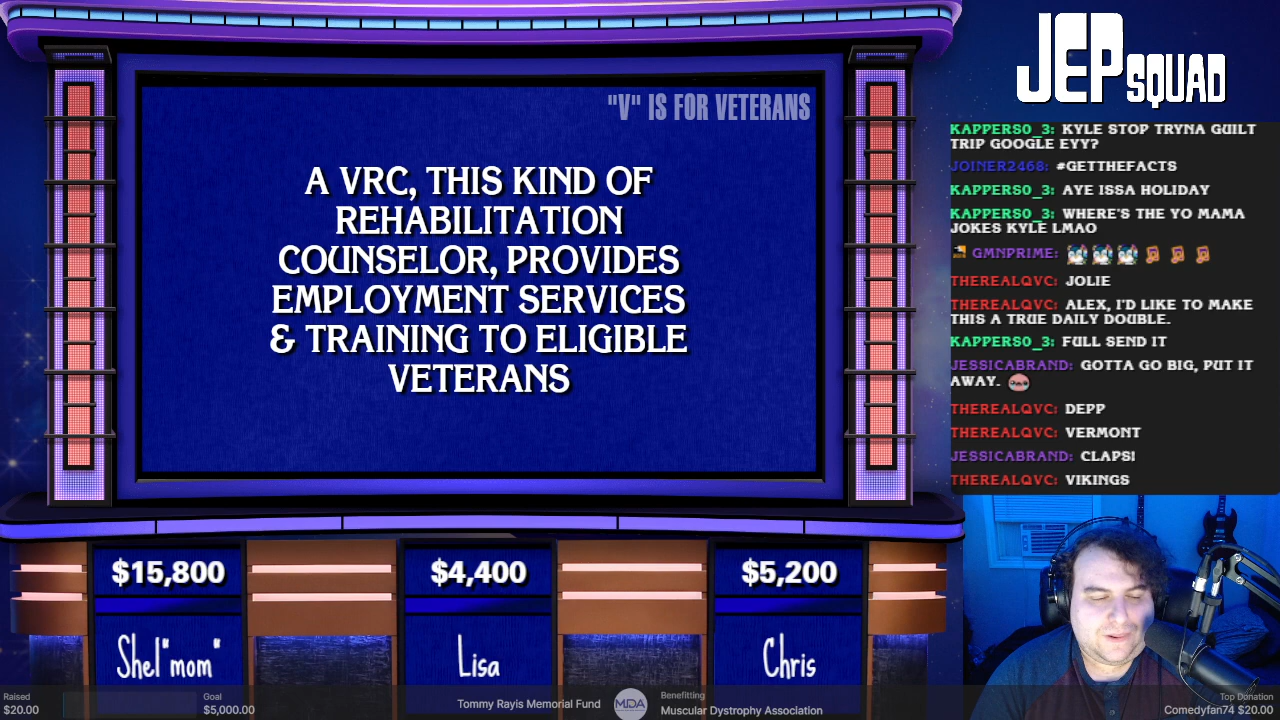 "V" IS FOR VETERANS
A VRC, THIS KIND OF
REHABILITATION
COUNSELOR, PROVIDES
EMPLOYMENT SERVICES
& TRAINING TO ELIGIBLE
VETERANS
$15,800
$4,400
$5,200
Shel"mom"
Lisa
Chris
JEP SQUAD
KAPPERS0_3: KYLE STOP TRYNA GUILT
TRIP GOOGLE EYY?
JOINER2468: #GETTHEFACTS
KAPPERS0_3: AYE ISSA HOLIDAY
KAPPERS0_3: WHERE'S THE YO MAMA
JOKES KYLE LMAO
GMNPRIME:
THEREALQVC: JOLIE
THEREALQVC: ALEX, I'D LIKE TO MAKE
THIS A TRUE DAILY DOUBLE.
KAPPERS0_3: FULL SEND IT
JESSICABRAND: GOTTA GO BIG, PUT IT
AWAY.
THEREALQVC: DEPP
THEREALQVC: VERMONT
JESSICABRAND: CLAPS!
THEREALQVC: VIKINGS
Raised
$20.00
Goal
$5,000.00
Tommy Rayis Memorial Fund
MDA
Benefitting
Muscular Dystrophy Association
Top Donation
Comedyfan74 $20.00